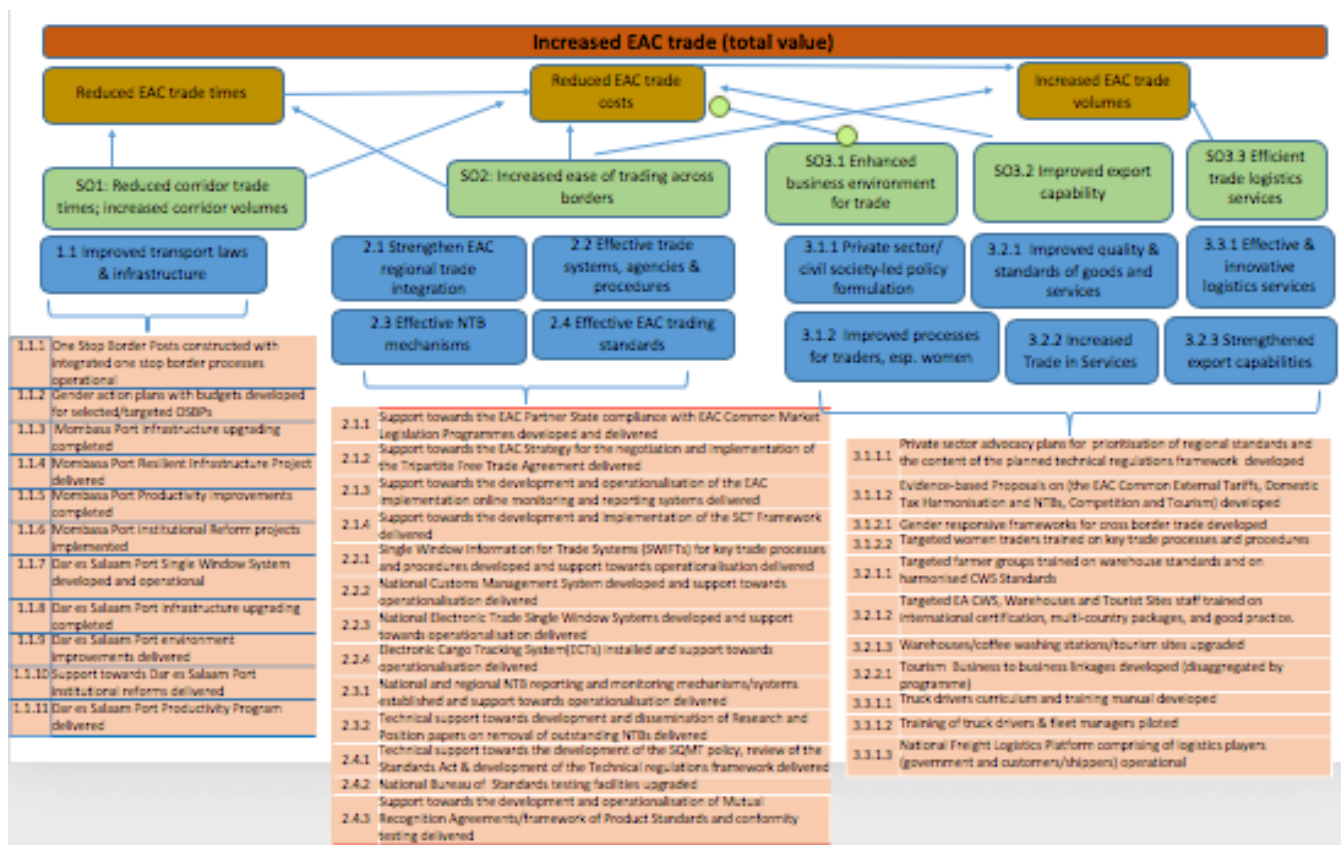 Increased EAC trade (total value)
Reduced EAC trade times
Reduced EAC trade
costs
Increased EAC trade
volumes
SO1: Reduced corridor trade
times; increased corridor volumes
SO2: Increased ease of trading across
borders
SO3.1 Enhanced
business environment
for trade
SO3.2 Improved export
capability
SO3.3 Efficient
trade logistics
services
1.1 Improved transport laws
& infrastructure
2.1 Strengthen EAC
regional trade
integration
2.2 Effective trade
systems, agencies &
procedures
2.3 Effective NTB
mechanisms
2.4 Effective EAC trading
standards
3.1.1 Private sector/
civil society-led policy
formulation
3.2.1 Improved quality &
standards of goods and
services
3.3.1 Effective &
innovative
logistics services
3.1.2 Improved processes
for traders, esp. women
3.2.2 Increased
Trade in Services
3.2.3 Strengthened
export capabilities
1.1.1 One Stop Border Posts constructed with
integrated one stop border processes
operational
1.1.2 Gender action plans with budgets developed
for selected/targeted OSBPs
1.1.3 Mombasa Port Infrastructure upgrading
completed
1.1.4 Mombasa Port Resilient Infrastructure Project
delivered
1.1.5 Mombasa Port Productivity improvements
completed
1.1.6 Mombasa Port Institutional Reform projects
implemented
1.1.7 Dar es Salaam Port Single Window System
developed and operational
1.1.8 Dar es Salaam Port Infrastructure upgrading
completed
1.1.9 Dar es Salaam Port environment
improvements delivered
1.1.10 Support towards Dar es Salaam Port
institutional reforms delivered
1.1.11 Dar es Salaam Port Productivity Program
delivered
2.1.1 Support towards the EAC Partner State compliance with EAC Common Market
Legislation Programmes developed and delivered
2.1.2 Support towards the EAC Strategy for the negotiation and implementation of
the Tripartite Free Trade Agreement delivered
2.1.3 Support towards the development and operationalisation of the EAC
implementation online monitoring and reporting systems delivered
2.1.4 Support towards the development and implementation of the SCT Framework
delivered
2.2.1 Single Window Information for Trade Systems (SWIFTs) for key trade processes
and procedures developed and support towards operationalisation delivered
2.2.2 National Customs Management System developed and support towards
operationalisation delivered
2.2.3 National Electronic Trade Single Window Systems developed and support
towards operationalisation delivered
2.2.4 Electronic Cargo Tracking System(ECTs) installed and support towards
operationalisation delivered
2.3.1 National and regional NTB reporting and monitoring mechanisms/systems
established and support towards operationalisation delivered
2.3.2 Technical support towards development and dissemination of Research and
Position papers on removal of outstanding NTBs delivered
2.4.1 Technical support towards the development of the SQMT policy, review of the
Standards Act & development of the Technical regulations framework delivered
2.4.2 National Bureau of Standards testing facilities upgraded
2.4.3 Support towards the development and operationalisation of Mutual
Recognition Agreements/framework of Product Standards and conformity
testing delivered
3.1.1.1 Private sector advocacy plans for prioritisation of regional standards and
the content of the planned technical regulations framework developed
3.1.1.2 Evidence-based Proposals on (the EAC Common External Tariffs, Domestic
Tax Harmonisation and NTBs, Competition and Tourism) developed
3.1.2.1 Gender responsive frameworks for cross border trade developed
3.1.2.2 Targeted women traders trained on key trade processes and procedures
3.2.1.1 Targeted farmer groups trained on warehouse standards and on
harmonised CWS Standards
3.2.1.2 Targeted EA CWS, Warehouses and Tourist Sites staff trained on
international certification, multi-country packages, and good practice.
3.2.1.3 Warehouses/coffee washing stations/tourism sites upgraded
3.2.2.1 Tourism Business to business linkages developed (disaggregated by
programme)
3.3.1.1 Truck drivers curriculum and training manual developed
3.3.1.2 Training of truck drivers & fleet managers piloted
3.3.1.3 National Freight Logistics Platform comprising of logistics players
(government and customers/shippers) operational